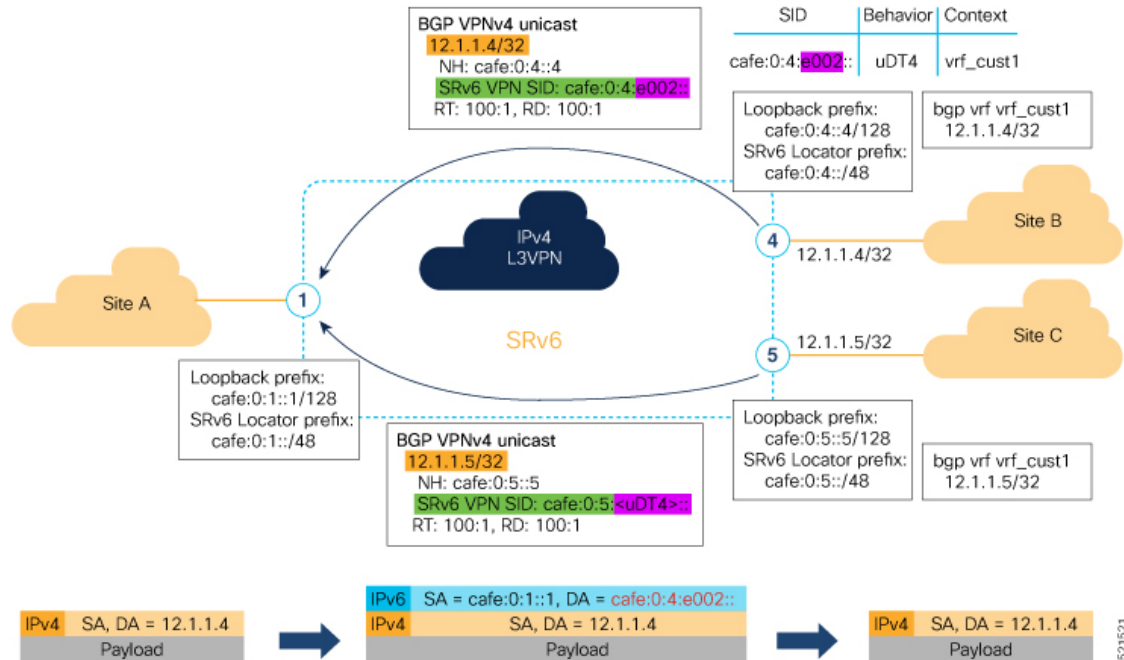 BGP VPNv4 unicast
12.1.1.4/32
NH: cafe:0:4::4
SRv6 VPN SID: cafe:0:4:e002::
RT: 100:1, RD: 100:1
SID Behavior Context
cafe:0:4:e002:: uDT4 vrf_cust1
Loopback prefix:
cafe:0:4::4/128
SRv6 Locator prefix:
cafe:0:4::/48
bgp vrf vrf_cust1
12.1.1.4/32
IPv4
L3VPN
4
12.1.1.4/32
Site B
Site A
1
SRv6
5
12.1.1.5/32
Site C
Loopback prefix:
cafe:0:1::1/128
SRv6 Locator prefix:
cafe:0:1::/48
BGP VPNv4 unicast
12.1.1.5/32
NH: cafe:0:5::5
SRv6 VPN SID: cafe:0:5:<uDT4>::
RT: 100:1, RD: 100:1
Loopback prefix:
cafe:0:5::5/128
SRv6 Locator prefix:
cafe:0:5::/48
bgp vrf vrf_cust1
12.1.1.5/32
IPv4 SA, DA = 12.1.1.4
Payload
IPv6 SA = cafe:0:1::1, DA = cafe:0:4:e002::
IPv4 SA, DA = 12.1.1.4
Payload
IPv4 SA, DA = 12.1.1.4
Payload
521521